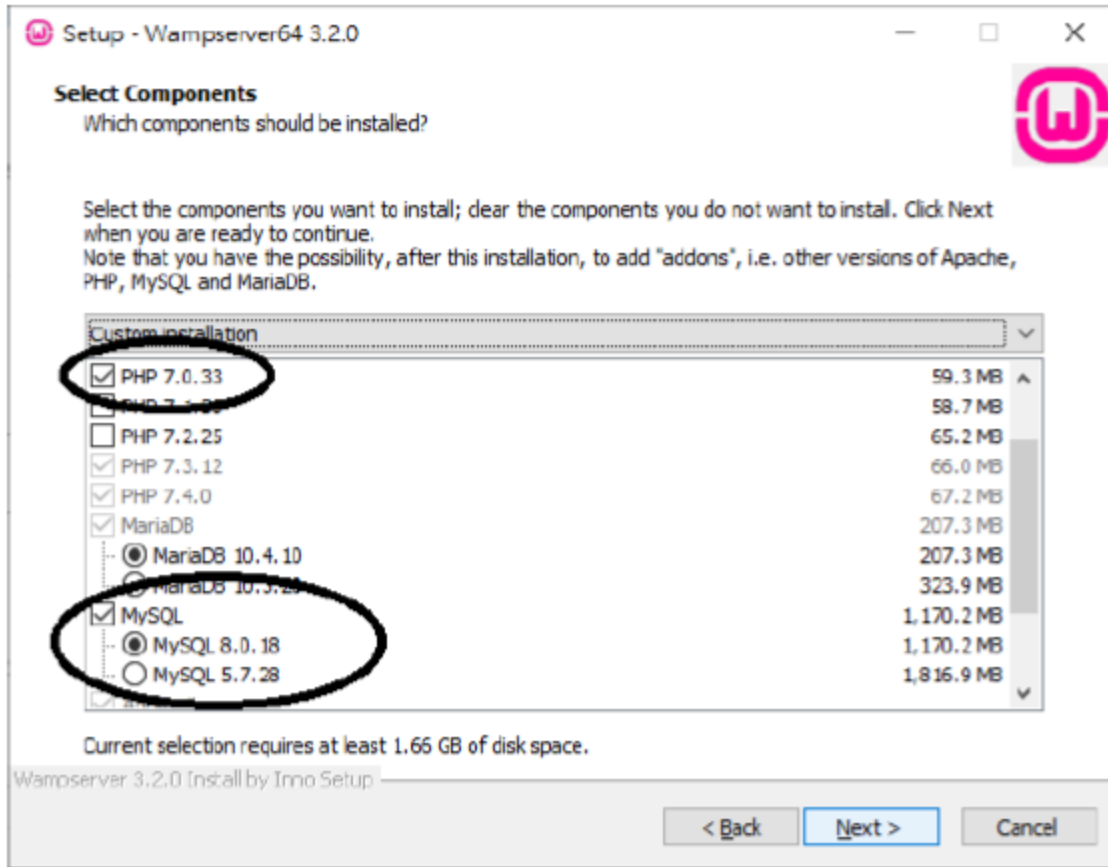 Setup - Wampserver64 3.2.0
Select Components
Which components should be installed?
Select the components you want to install; clear the components you do not want to install. Click Next
when you are ready to continue.
Note that you have the possibility, after this installation, to add "addons", i.e. other versions of Apache,
PHP, MySQL and MariaDB.
Custom installation
PHP 7.0.33 59.3 MB
PHP 58.7 MB
PHP 7.2.25 65.2 MB
PHP 7.3.12 66.0 MB
PHP 7.4.0 67.2 MB
MariaDB 207.3 MB
MariaDB 10.4.10 207.3 MB
MariaDB 323.9 MB
MySQL 1,170.2 MB
MySQL 8.0.18 1,170.2 MB
MySQL 5.7.28 1,816.9 MB
Current selection requires at least 1.66 GB of disk space.
Wampserver 3.2.0 Install by Inno Setup
< Back Next > Cancel